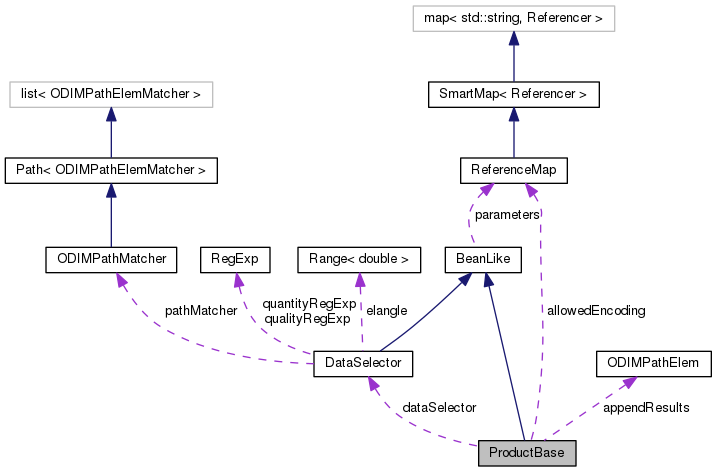 map< std::string, Referencer >
list< ODIMPathElemMatcher >
SmartMap< Referencer >
Path< ODIMPathElemMatcher >
ReferenceMap
parameters
ODIMPathMatcher
RegExp
Range< double >
BeanLike
pathMatcher
quantityRegExp
qualityRegExp
elangle
allowedEncoding
DataSelector
ODIMPathElem
dataSelector
appendResults
ProductBase